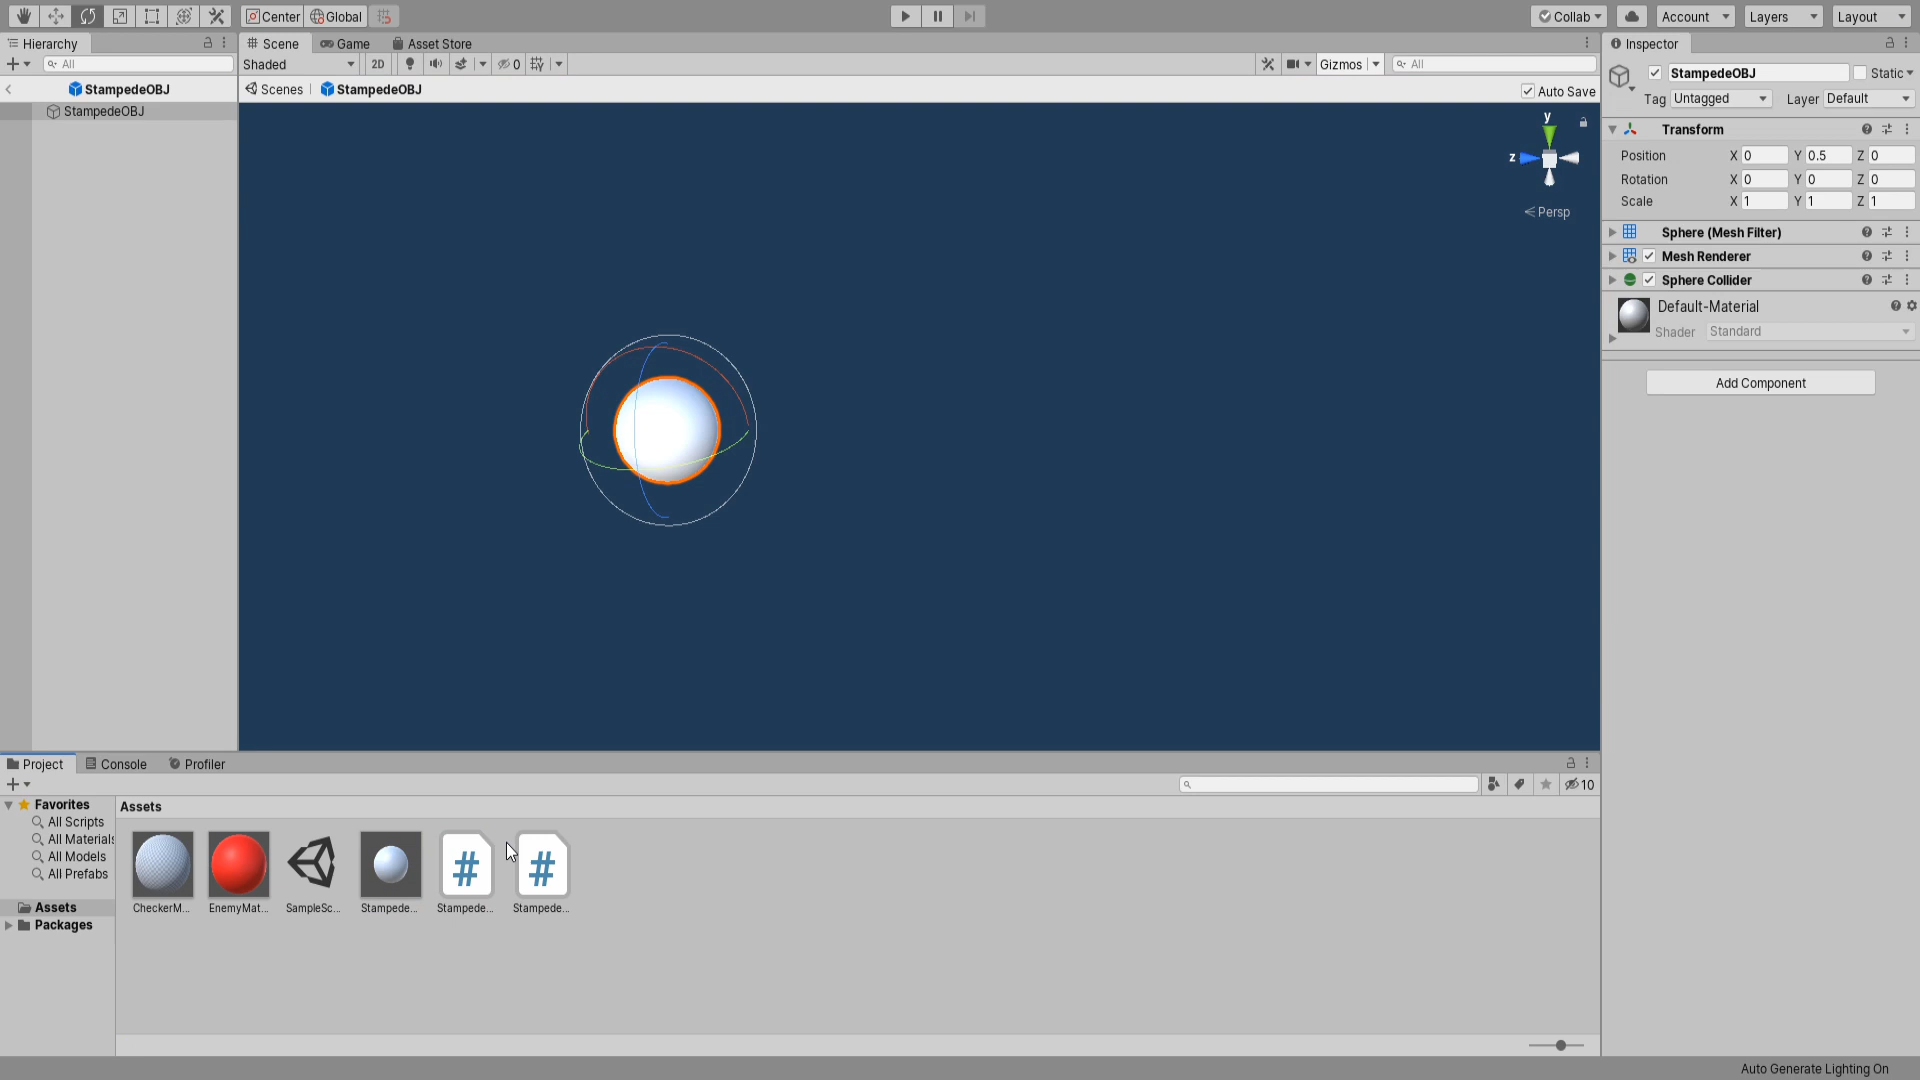 Center Global Collab Account Layers Layout
Hierarchy Scene Game Asset Store Inspector
All Shaded 2D 0 Gizmos All StampedeOBJ Static
StampedeOBJ Scenes StampedeOBJ Auto Save Tag Untagged Layer Default
StampedeOBJ
y
z
Persp
Transform
Position X 0 Y 0.5 Z 0
Rotation X 0 Y 0 Z 0
Scale X 1 Y 1 Z 1
Sphere (Mesh Filter)
Mesh Renderer
Sphere Collider
Default-Material
Shader Standard
Add Component
Project Console Profiler
10
Favorites Assets
All Scripts
All Materials
All Models
All Prefabs
Assets
Packages
# #
CheckerM... EnemyMat... SampleSc... Stampede... Stampede... Stampede...
Auto Generate Lighting On